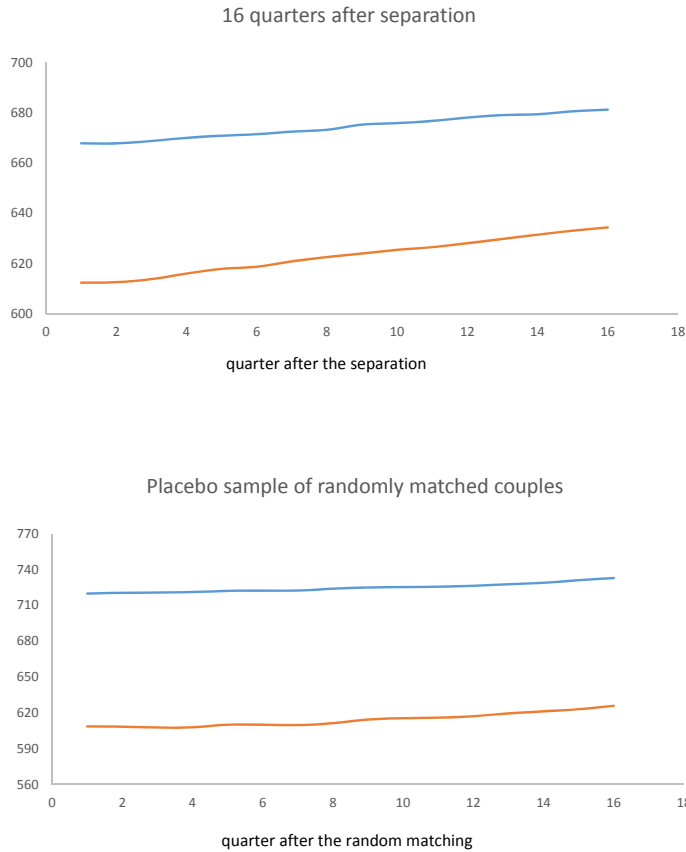 16 quarters after separation
700
680
660
640
620
600
0 2 4 6 8 10 12 14 16 18
quarter after the separation
Placebo sample of randomly matched couples
770
740
710
680
650
620
590
560
0 2 4 6 8 10 12 14 16 18
quarter after the random matching